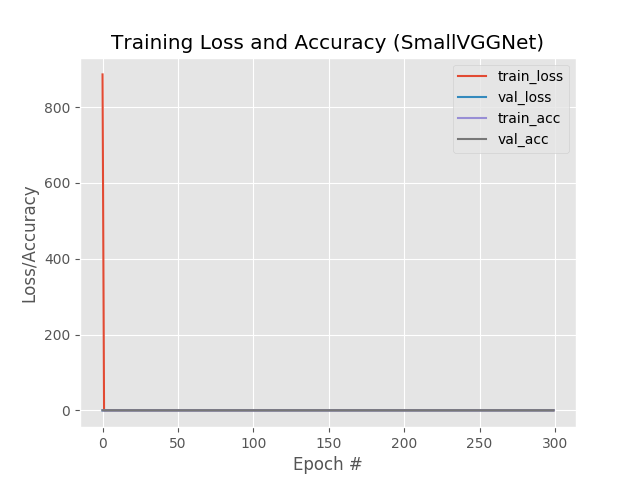 Training Loss and Accuracy (SmallVGGNet)
train_loss
val_loss
train_acc
val_acc
Loss/Accuracy
800
600
400
200
0
0 50 100 150 200 250 300
Epoch #